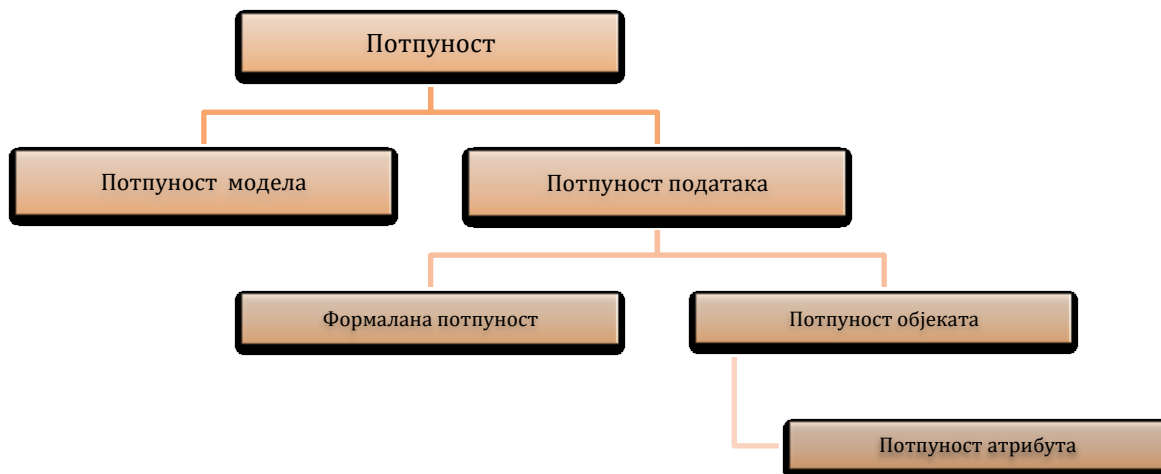 Потпуност
Потпуност  модела
Потпуност података
Формалана потпуност
Потпуност објеката
Потпуност атрибута